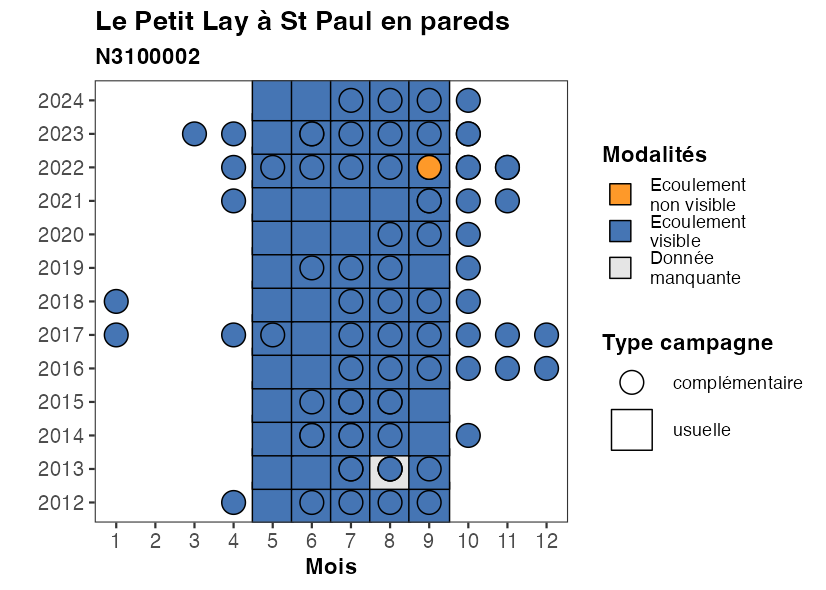 Le Petit Lay à St Paul en pareds
N3100002
2024
2023
2022
2021
2020
2019
2018
2017
2016
2015
2014
2013
2012
1 2 3 4 5 6 7 8 9 10 11 12
Mois
Modalités
Ecoulement
non visible
Ecoulement
visible
Donnée
manquante
Type campagne
complémentaire
usuelle